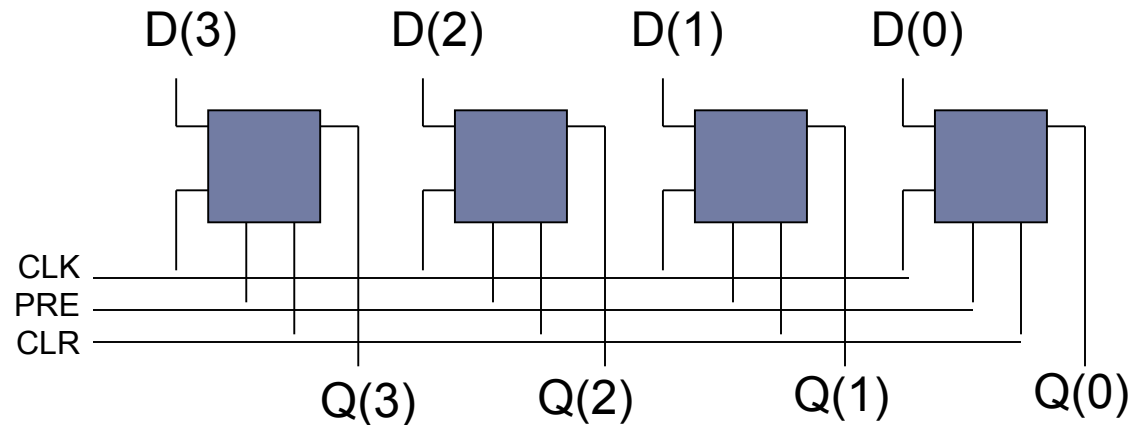 D(3) D(2) D(1) D(0)
CLK
PRE
CLR
Q(3) Q(2) Q(1) Q(0)